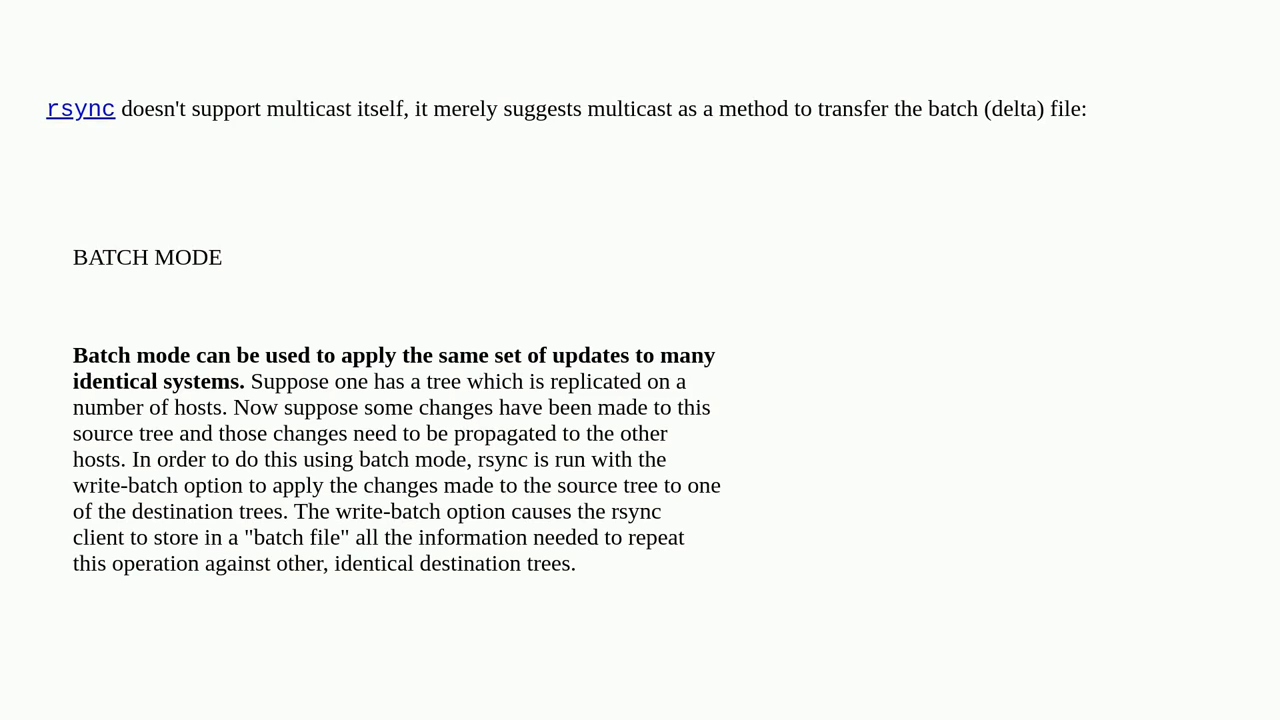 rsync doesn't support multicast itself, it merely suggests multicast as a method to transfer the batch (delta) file:
BATCH MODE
Batch mode can be used to apply the same set of updates to many
identical systems. Suppose one has a tree which is replicated on a
number of hosts. Now suppose some changes have been made to this
source tree and those changes need to be propagated to the other
hosts. In order to do this using batch mode, rsync is run with the
write-batch option to apply the changes made to the source tree to one
of the destination trees. The write-batch option causes the rsync
client to store in a "batch file" all the information needed to repeat
this operation against other, identical destination trees.